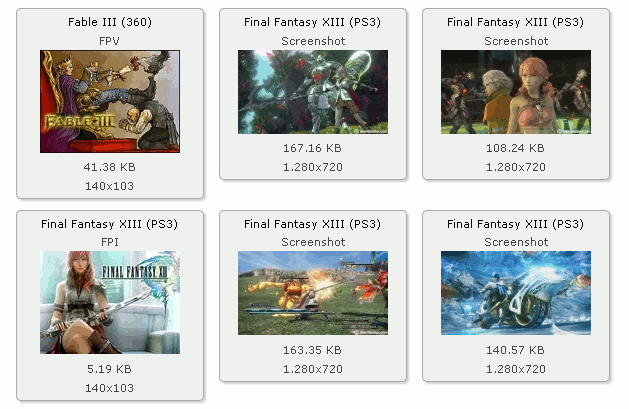 Fable III (360)
FPV
FABLE III
41.38 KB
140x103
Final Fantasy XIII (PS3)
Screenshot
167.16 KB
1.280x720
Final Fantasy XIII (PS3)
Screenshot
108.24 KB
1.280x720
Final Fantasy XIII (PS3)
FPI
FINAL FANTASY XIII
5.19 KB
140x103
Final Fantasy XIII (PS3)
Screenshot
163.35 KB
1.280x720
Final Fantasy XIII (PS3)
Screenshot
140.57 KB
1.280x720